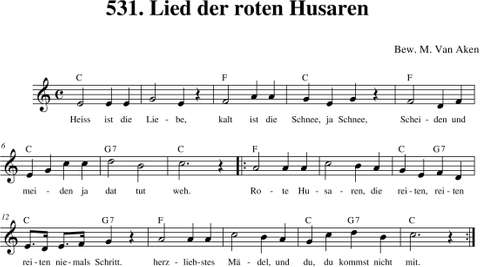 531. Lied der roten Husaren
Bew. M. Van Aken
C F C F
Heiss ist die Lie- be, kalt ist die Schnee, ja Schnee, Schei- den und
6
C G7 C F C G
mei- den ja dat tut weh. Ro- te Hu- sa- ren, die rei- ten, rei- ten
12
C G7 F C C G7 C
rei- ten nie- mals Schritt. herz- lieb- stes Mä- del, und du, du kommst nicht mit.